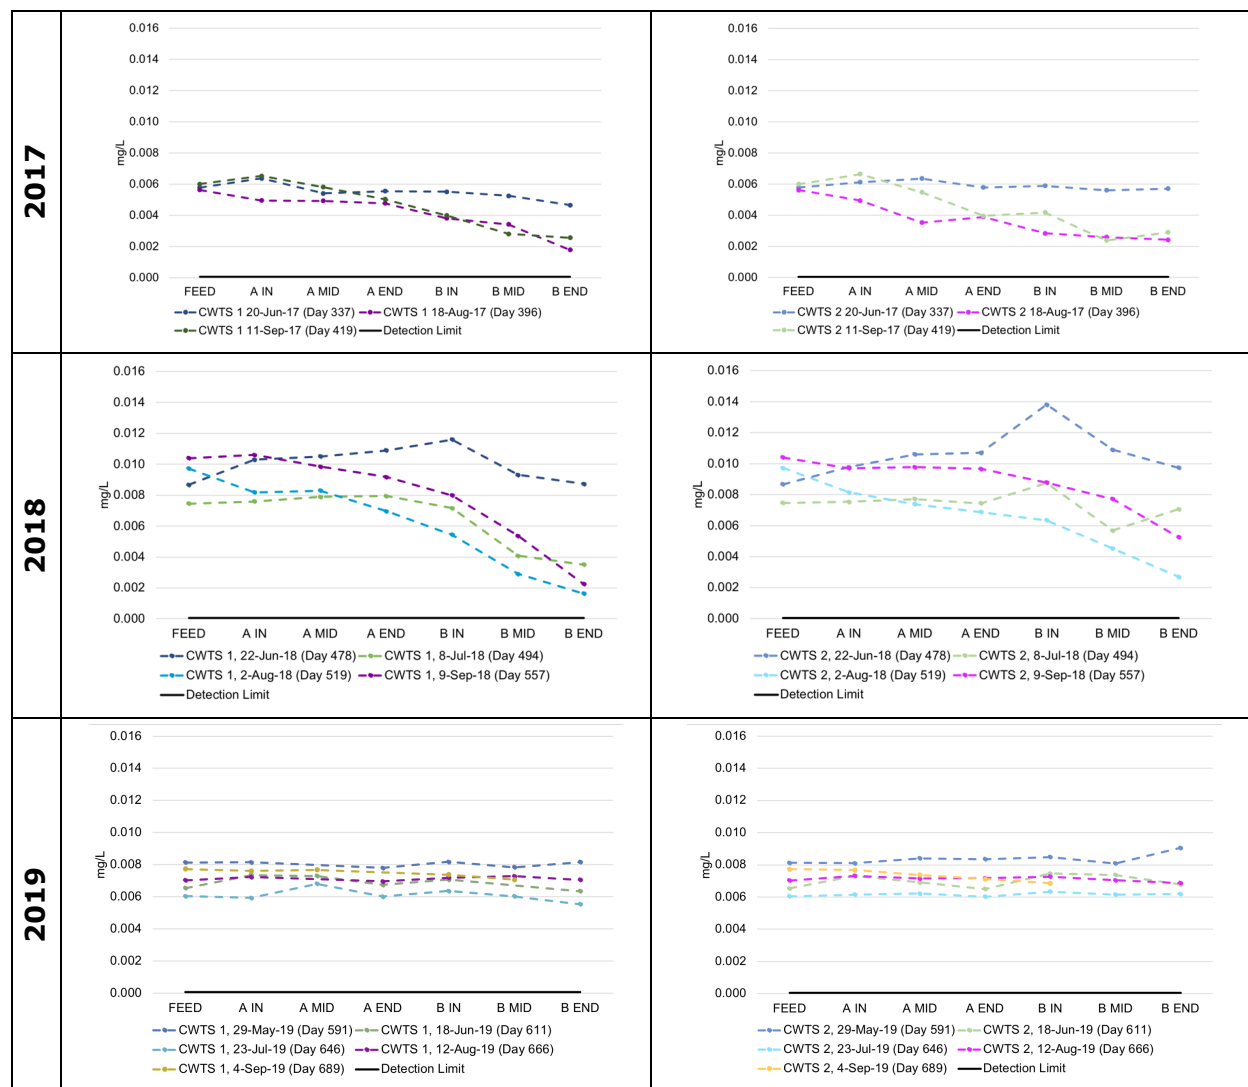 2017
0.016
0.014
0.012
0.010
0.008
0.006
0.004
0.002
0.000
mg/L
FEED A IN A MID A END B IN B MID B END
CWTS 1 20-Jun-17 (Day 337) CWTS 1 18-Aug-17 (Day 396)
CWTS 1 11-Sep-17 (Day 419) Detection Limit
0.016
0.014
0.012
0.010
0.008
0.006
0.004
0.002
0.000
mg/L
FEED A IN A MID A END B IN B MID B END
CWTS 2 20-Jun-17 (Day 337) CWTS 2 18-Aug-17 (Day 396)
CWTS 2 11-Sep-17 (Day 419) Detection Limit
2018
0.016
0.014
0.012
0.010
0.008
0.006
0.004
0.002
0.000
mg/L
FEED A IN A MID A END B IN B MID B END
CWTS 1, 22-Jun-18 (Day 478) CWTS 1, 8-Jul-18 (Day 494)
CWTS 1, 2-Aug-18 (Day 519) CWTS 1, 9-Sep-18 (Day 557)
Detection Limit
0.016
0.014
0.012
0.010
0.008
0.006
0.004
0.002
0.000
mg/L
FEED A IN A MID A END B IN B MID B END
CWTS 2, 22-Jun-18 (Day 478) CWTS 2, 8-Jul-18 (Day 494)
CWTS 2, 2-Aug-18 (Day 519) CWTS 2, 9-Sep-18 (Day 557)
Detection Limit
2019
0.016
0.014
0.012
0.010
0.008
0.006
0.004
0.002
0.000
mg/L
FEED A IN A MID A END B IN B MID B END
CWTS 1, 29-May-19 (Day 591) CWTS 1, 18-Jun-19 (Day 611)
CWTS 1, 23-Jul-19 (Day 646) CWTS 1, 12-Aug-19 (Day 666)
CWTS 1, 4-Sep-19 (Day 689) Detection Limit
0.016
0.014
0.012
0.010
0.008
0.006
0.004
0.002
0.000
mg/L
FEED A IN A MID A END B IN B MID B END
CWTS 2, 29-May-19 (Day 591) CWTS 2, 18-Jun-19 (Day 611)
CWTS 2, 23-Jul-19 (Day 646) CWTS 2, 12-Aug-19 (Day 666)
CWTS 2, 4-Sep-19 (Day 689) Detection Limit